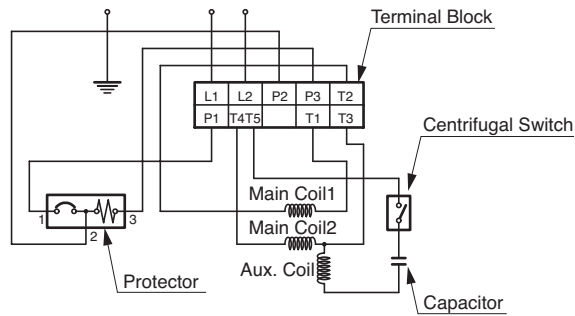 Terminal Block
L1 L2 P2 P3 T2
P1 T4T5 T1 T3
Centrifugal Switch
Main Coil1
1 3
Main Coil2
2
Aux. Coil
Protector
Capacitor